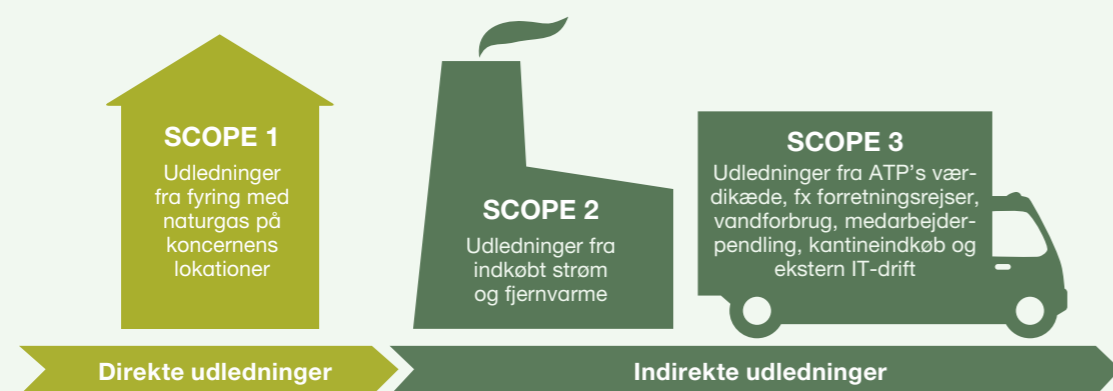 SCOPE 1
Udledninger
fra fyring med
naturgas på
koncernens
lokationer
SCOPE 2
Udledninger fra
indkøbt strøm
og fjernvarme
SCOPE 3
Udledninger fra ATP's vær-
dikæde, fx forretningsrejser,
vandforbrug, medarbejder-
pendling, kantineindkøb og
ekstern IT-drift
Direkte udledninger
Indirekte udledninger